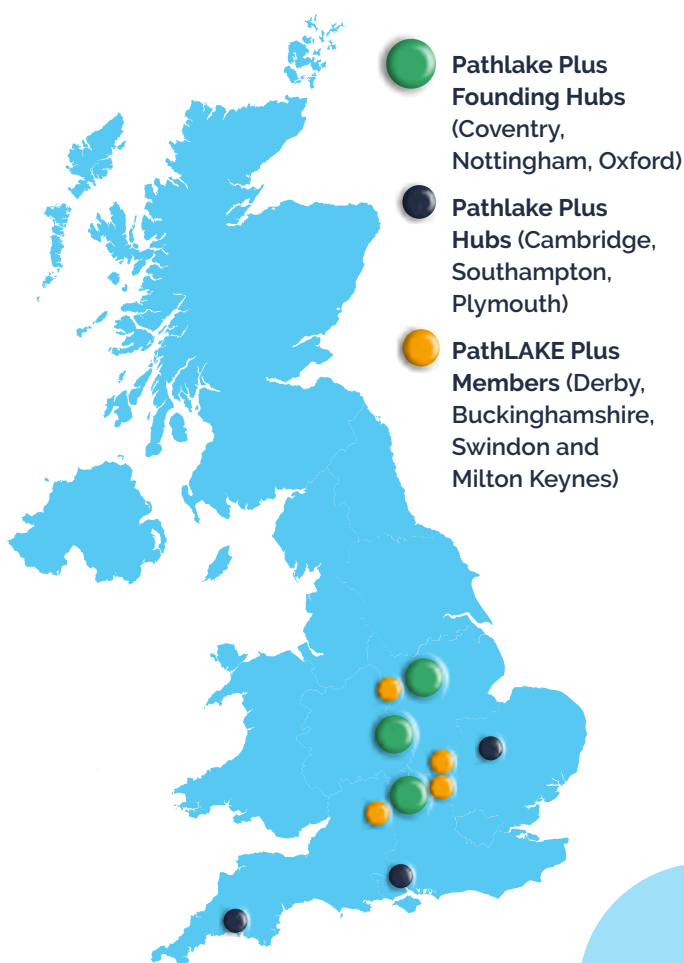 Pathlake Plus
Founding Hubs
(Coventry,
Nottingham, Oxford)
Pathlake Plus
Hubs (Cambridge,
Southampton,
Plymouth)
PathLAKE Plus
Members (Derby,
Buckinghamshire,
Swindon and
Milton Keynes)